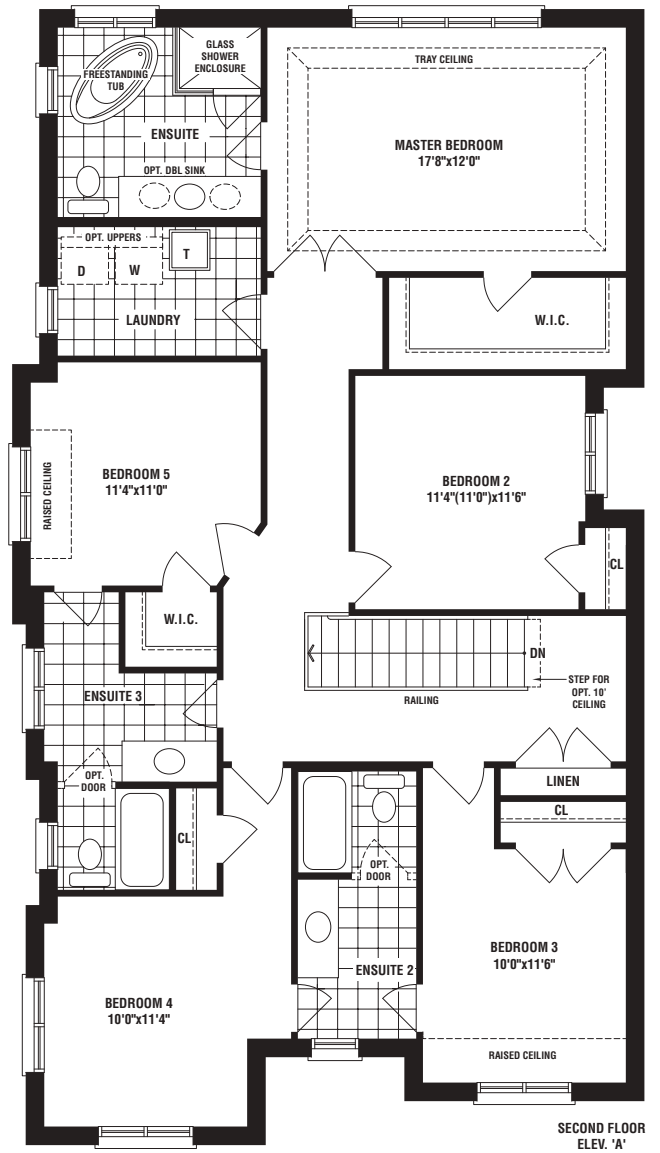 GLASS
SHOWER
ENCLOSURE
FREESTANDING
TUB
ENSUITE
OPT. DBL SINK
TRAY CEILING
MASTER BEDROOM
17'8"x12'0"
OPT. UPPERS
D
W
T
LAUNDRY
W.I.C.
RAISED CEILING
BEDROOM 5
11'4"x11'0"
BEDROOM 2
11'4"(11'0")x11'6"
CL
W.I.C.
DN
RAILING
STEP FOR
OPT. 10'
CEILING
ENSUITE 3
OPT.
DOOR
CL
LINEN
CL
OPT.
DOOR
ENSUITE 2
BEDROOM 3
10'0"x11'6"
RAISED CEILING
BEDROOM 4
10'0"x11'4"
SECOND FLOOR
ELEV. 'A'